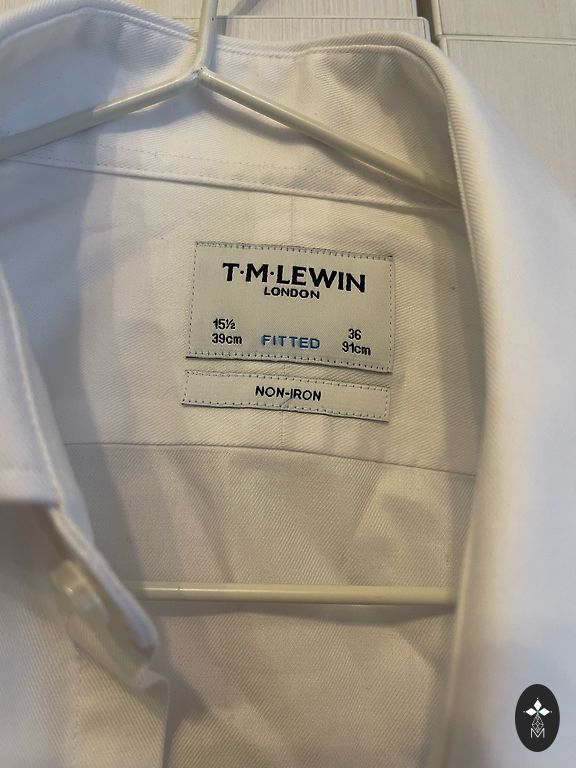 T·M·LEWIN
LONDON
15½
39cm
FITTED
36
91cm
NON-IRON
M